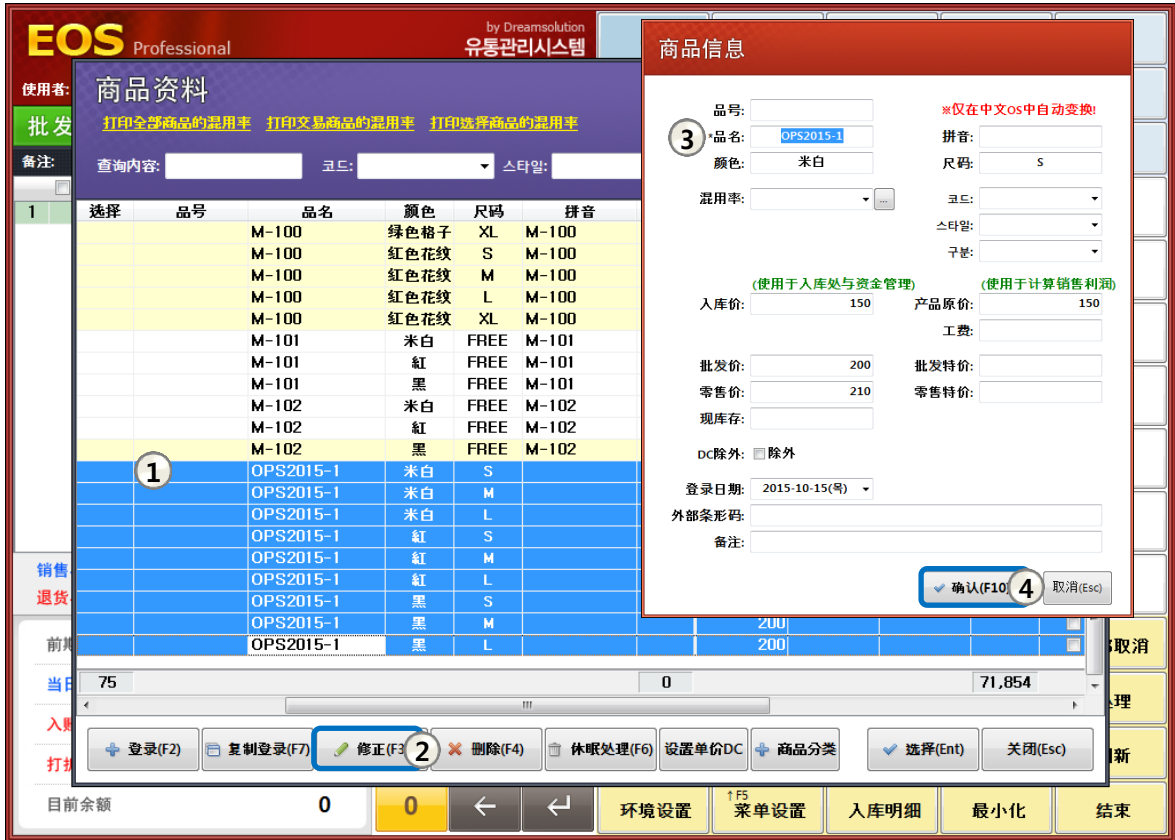 EOS Professional
by Dreamsolution
유통관리시스템
使用者:
批发
备注:
1
销售
退货
前期
当日
打折
目前余额 0
0
环境设置
↑F5
菜单设置
入库明细
最小化
结束
取消
理
新
商品资料
打印全部商品的混用率 打印交易商品的混用率 打印选择商品的混用率
查询内容: 코드: 스타일:
选择 品号 品名 颜色 尺码 拼音
M-100 绿色格子 XL M-100
M-100 红色花纹 S M-100
M-100 红色花纹 M M-100
M-100 红色花纹 L M-100
M-100 红色花纹 XL M-100
M-101 米白 FREE M-101
M-101 紅 FREE M-101
M-101 黑 FREE M-101
M-102 米白 FREE M-102
M-102 紅 FREE M-102
M-102 黑 FREE M-102
1
OPS2015-1 米白 S
OPS2015-1 米白 M
OPS2015-1 米白 L
OPS2015-1 紅 S
OPS2015-1 紅 M
OPS2015-1 紅 L
OPS2015-1 黑 S
OPS2015-1 黑 M 200
OPS2015-1 黑 L 200
75 0 71,854
登录(F2) 复制登录(F7) 修正(F3 2 删除(F4) 休眠处理(F6) 设置单价DC 商品分类 选择(Ent) 关闭(Esc)
商品信息
品号: ※仅在中文OS中自动变换!
3 *品名: OPS2015-1 拼音:
颜色: 米白 尺码: S
混用率: ... 코드:
스타일:
구분:
(使用于入库处与资金管理) (使用于计算销售利润)
入库价: 150 产品原价: 150
工费:
批发价: 200 批发特价:
零售价: 210 零售特价:
现库存:
DC除外: 除外
登录日期: 2015-10-15(목)
外部条形码:
备注:
确认(F10) 4 取消(Esc)